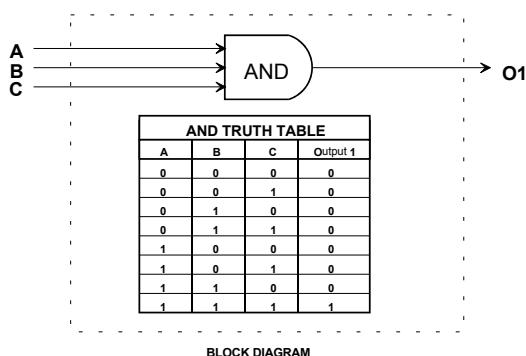 A
B
C
AND
O1
AND TRUTH TABLE
A B C Output 1
0 0 0 0
0 0 1 0
0 1 0 0
0 1 1 0
1 0 0 0
1 0 1 0
1 1 0 0
1 1 1 1
BLOCK DIAGRAM